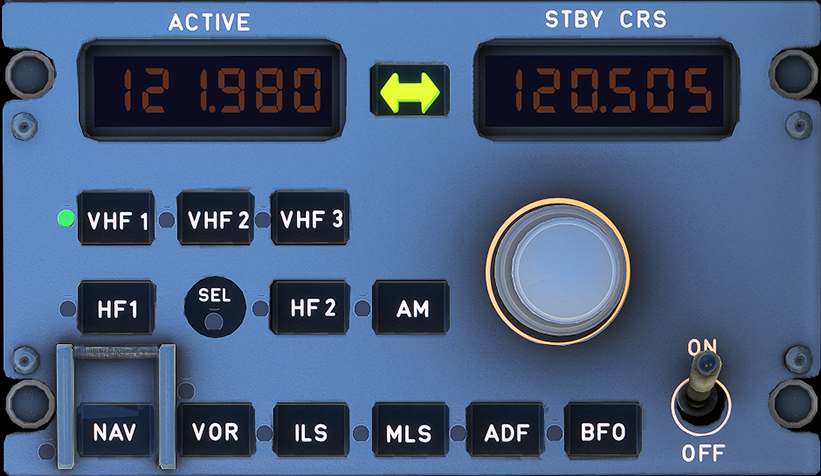 ACTIVE
STBY CRS
121.980
120.505
VHF 1
VHF 2
VHF 3
HF1
SEL
HF 2
AM
ON
NAV
VOR
ILS
MLS
ADF
BFO
OFF